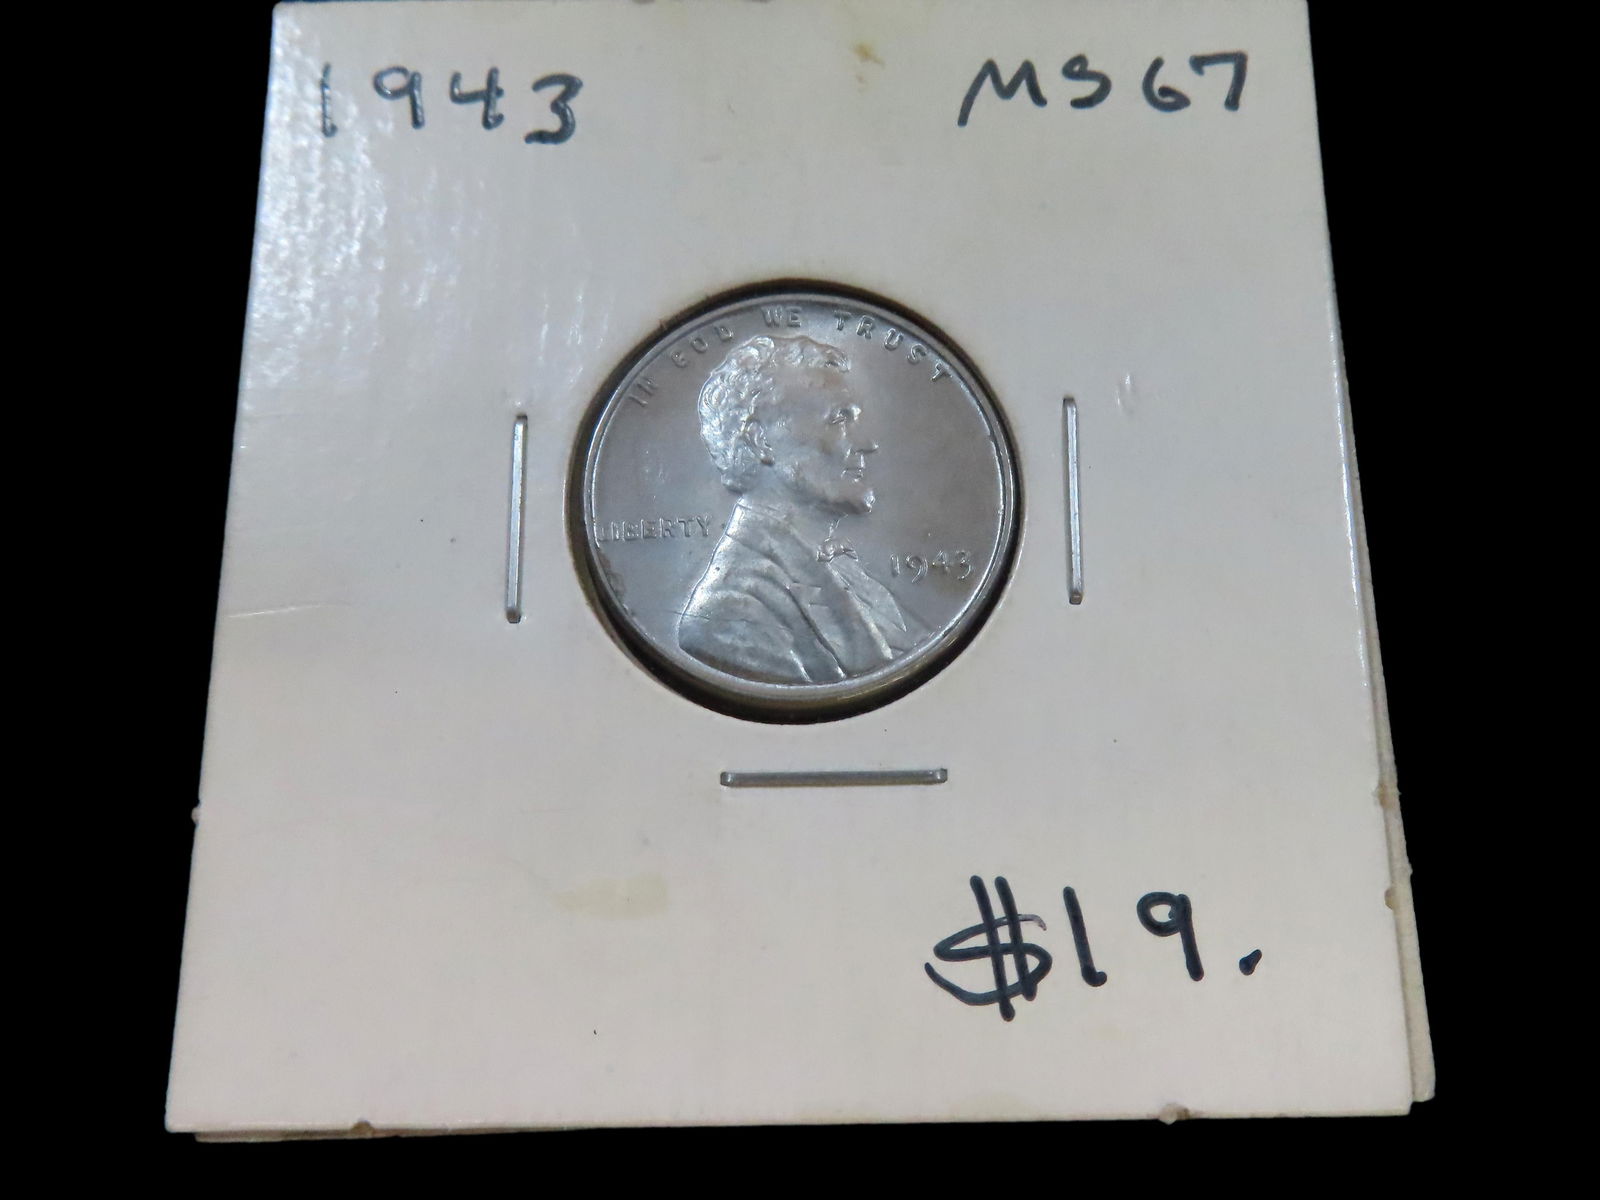 1943 MS67
IN GOD WE TRUST
LIBERTY
1943
$19.